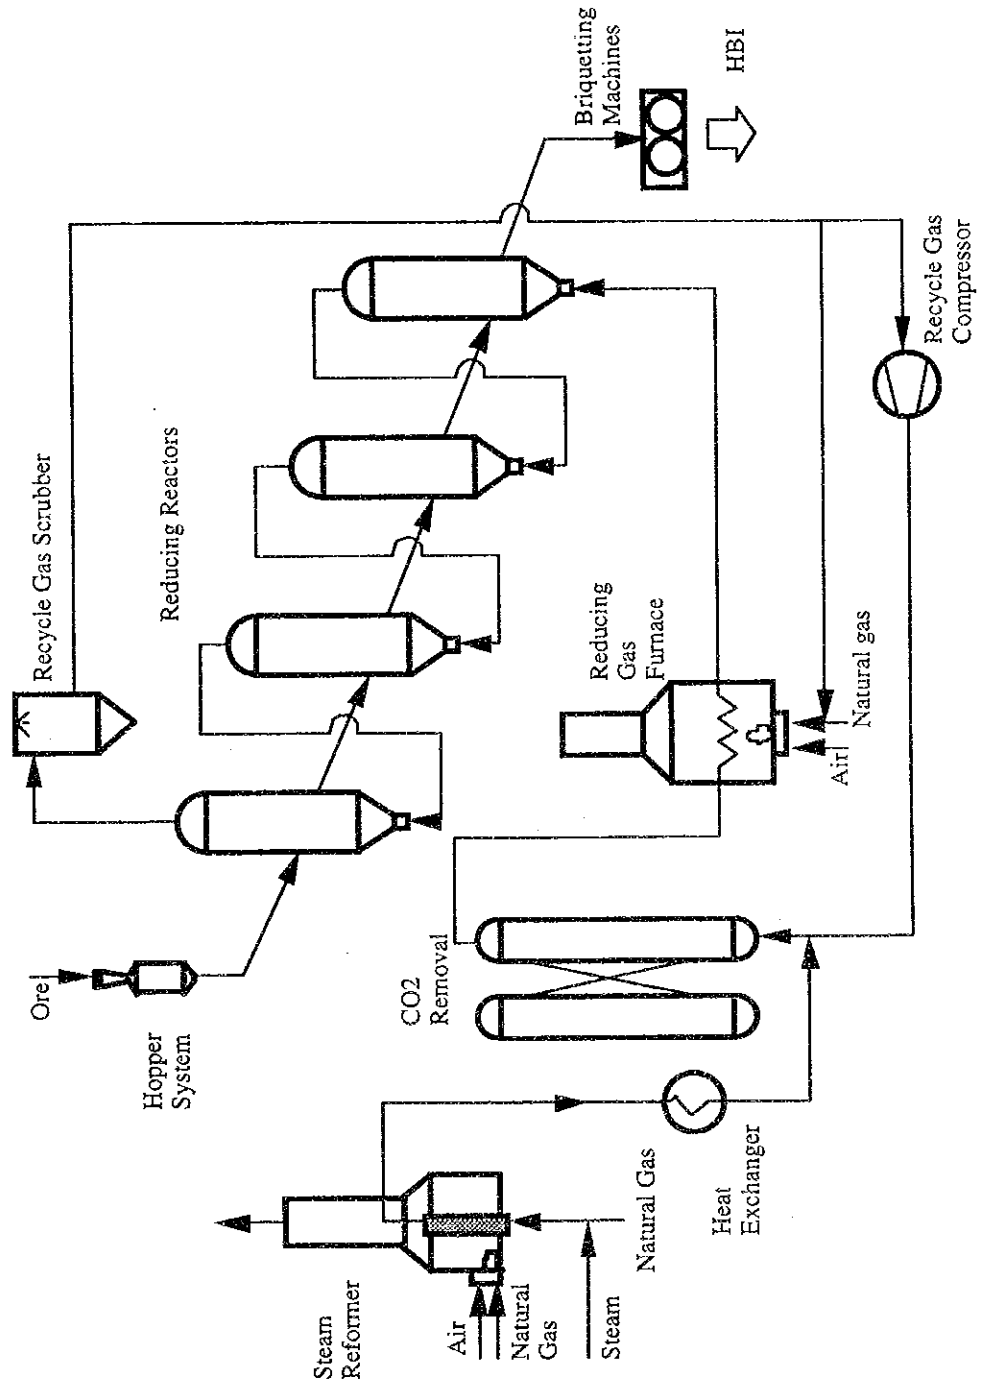 Ore
Hopper
System
Recycle Gas Scrubber
Reducing Reactors
Briquetting
Machines
HBI
Steam
Reformer
Air
Natural
Gas
Steam
Natural Gas
Heat
Exchanger
CO2
Removal
Reducing
Gas
Furnace
Air
Natural gas
Recycle Gas
Compressor